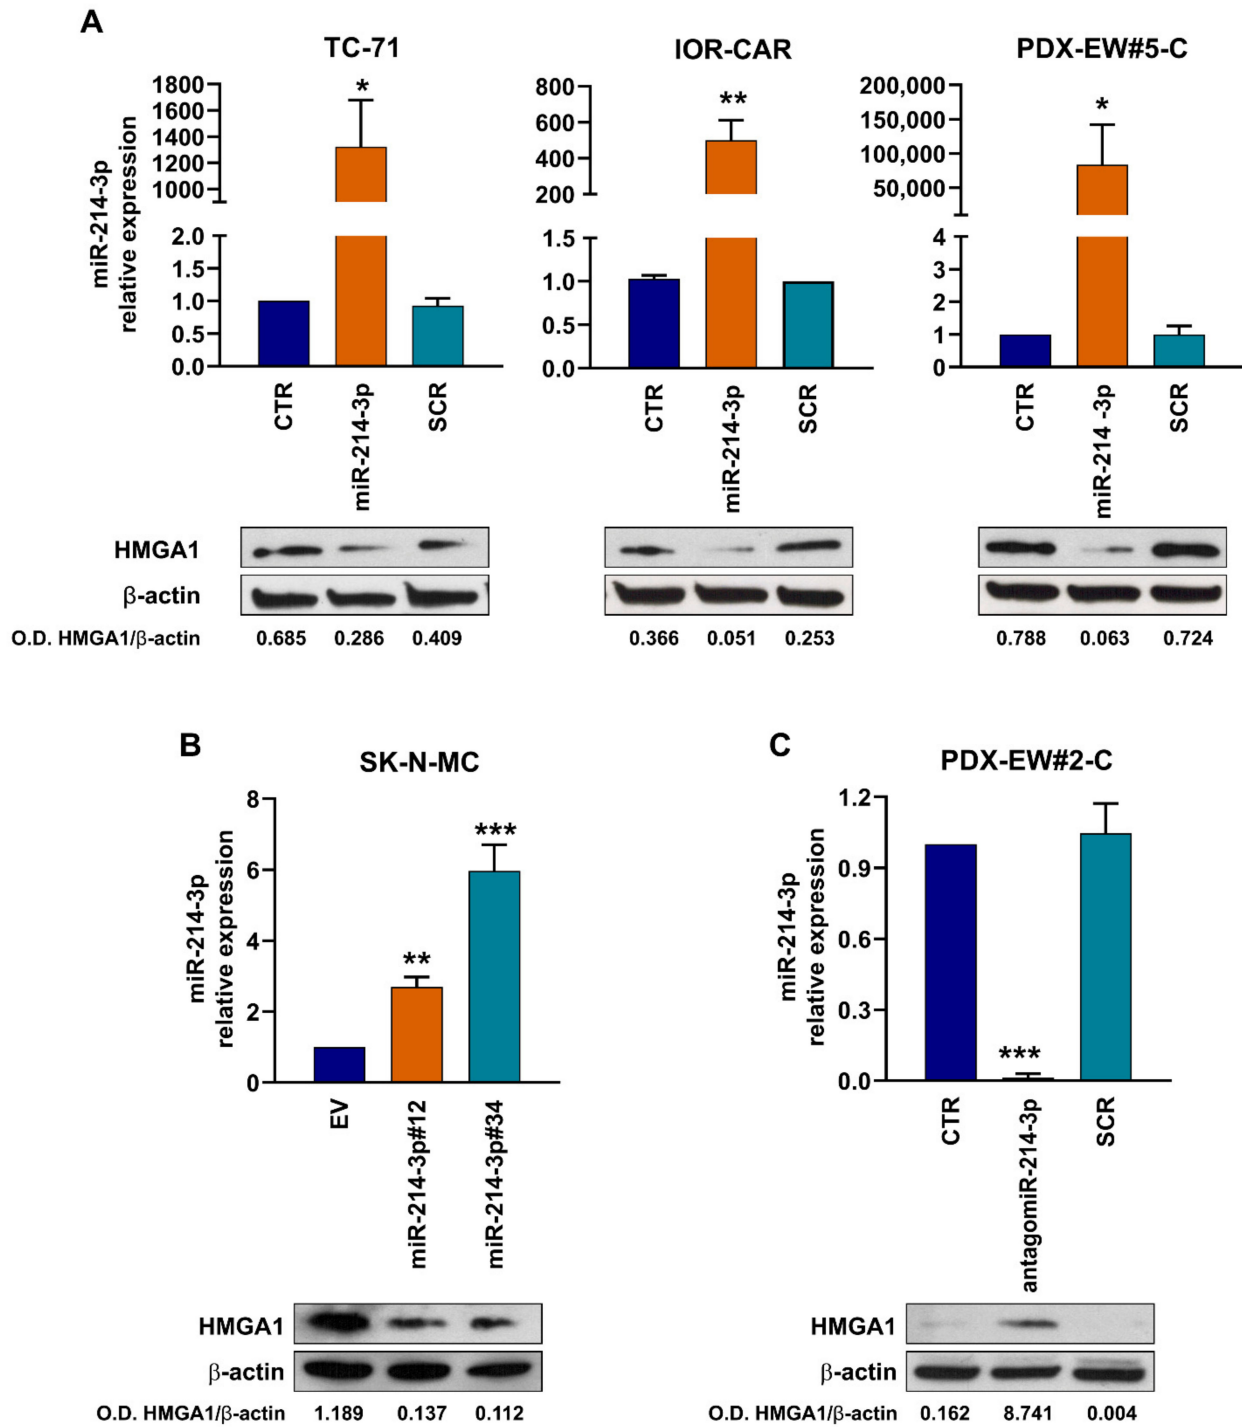 A
TC-71
IOR-CAR
PDX-EW#5-C
miR-214-3p
relative expression
1800
1600
1400
1200
1000
2.0
1.5
1.0
0.5
0.0
*
800
600
400
200
1.5
1.0
0.5
0.0
**
200,000
150,000
100,000
50,000
4
3
2
1
0
*
CTR
miR-214-3p
SCR
CTR
miR-214-3p
SCR
CTR
miR-214 -3p
SCR
HMGA1
β-actin
O.D. HMGA1/β-actin 0.685 0.286 0.409 0.366 0.051 0.253 0.788 0.063 0.724
B
SK-N-MC
miR-214-3p
relative expression
8
6
4
2
0
**
***
EV
miR-214-3p#12
miR-214-3p#34
HMGA1
β-actin
O.D. HMGA1/β-actin 1.189 0.137 0.112
C
PDX-EW#2-C
miR-214-3p
relative expression
1.2
0.9
0.6
0.3
0.0
***
CTR
antagomiR-214-3p
SCR
HMGA1
β-actin
O.D. HMGA1/β-actin 0.162 8.741 0.004